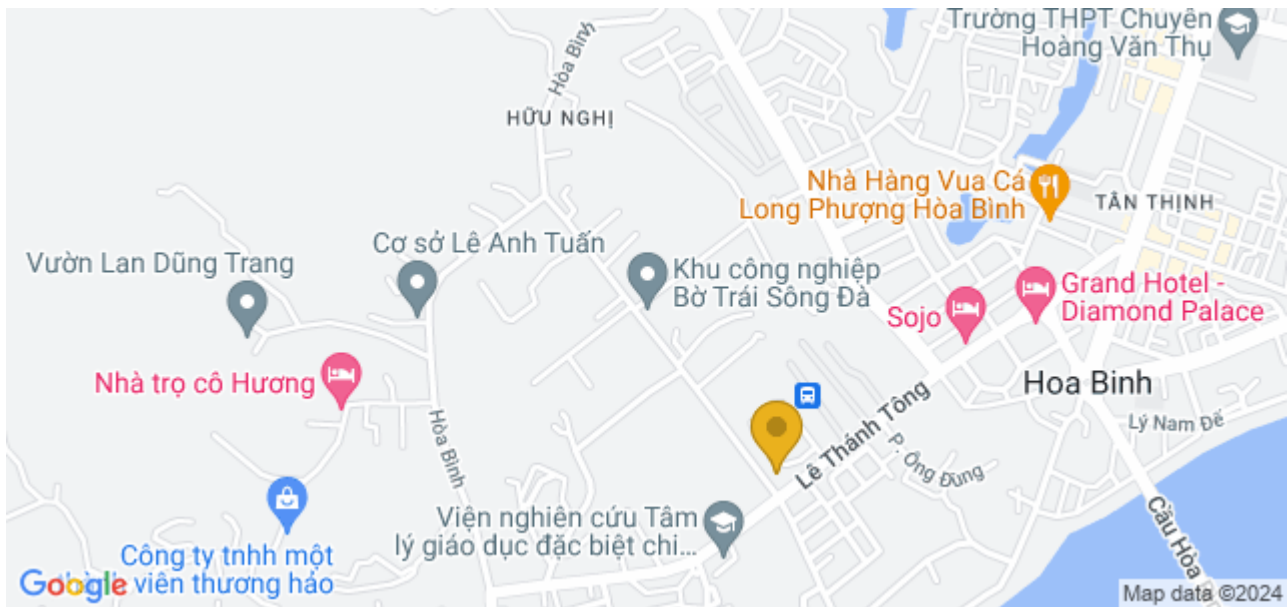 Trường THPT Chuyên
Hoàng Văn Thụ
Hòa Bình
HỮU NGHỊ
Nhà Hàng Vua Cá
Long Phượng Hòa Bình
TÂN THỊNH
Cơ sở Lê Anh Tuấn
Vườn Lan Dũng Trang
Khu công nghiệp
Bờ Trái Sông Đà
Grand Hotel -
Diamond Palace
Sojo
Nhà trọ cô Hương
Hoa Binh
Lý Nam Đế
Hòa Bình
Lê Thánh Tông
P. Ông Đùng
Viện nghiên cứu Tâm
lý giáo dục đặc biệt chi...
Cầu Hòa
Công ty tnhh một
viên thương háo
Google
Map data ©2024